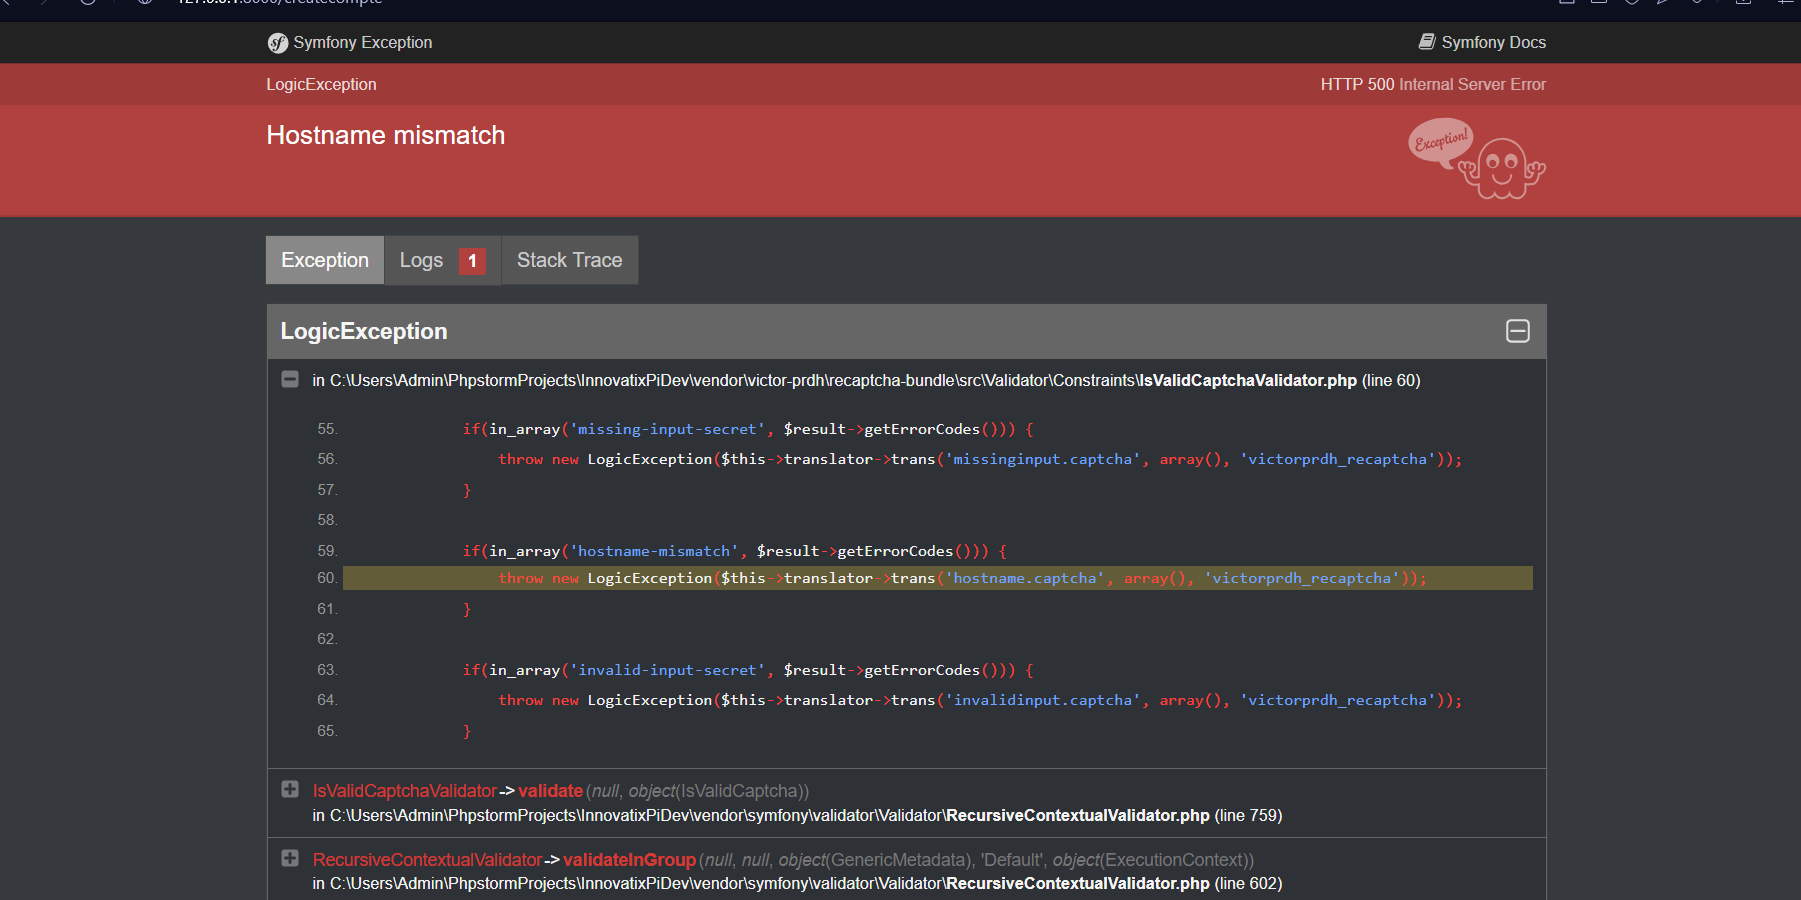 Symfony Exception
Symfony Docs
LogicException
HTTP 500 Internal Server Error
Hostname mismatch
Exception!
Exception
Logs 1
Stack Trace
LogicException
in C:\Users\Admin\PhpstormProjects\InnovatixPiDev\vendor\victor-prdh\recaptcha-bundle\src\Validator\Constraints\IsValidCaptchaValidator.php (line 60)
55. if(in_array('missing-input-secret', $result->getErrorCodes())) {
56. throw new LogicException($this->translator->trans('missinginput.captcha', array(), 'victorprdh_recaptcha'));
57. }
58.
59. if(in_array('hostname-mismatch', $result->getErrorCodes())) {
60. throw new LogicException($this->translator->trans('hostname.captcha', array(), 'victorprdh_recaptcha'));
61. }
62.
63. if(in_array('invalid-input-secret', $result->getErrorCodes())) {
64. throw new LogicException($this->translator->trans('invalidinput.captcha', array(), 'victorprdh_recaptcha'));
65. }
IsValidCaptchaValidator->validate(null, object(IsValidCaptcha))
in C:\Users\Admin\PhpstormProjects\InnovatixPiDev\vendor\symfony\validator\Validator\RecursiveContextualValidator.php (line 759)
RecursiveContextualValidator->validateInGroup(null, null, object(GenericMetadata), 'Default', object(ExecutionContext))
in C:\Users\Admin\PhpstormProjects\InnovatixPiDev\vendor\symfony\validator\Validator\RecursiveContextualValidator.php (line 602)